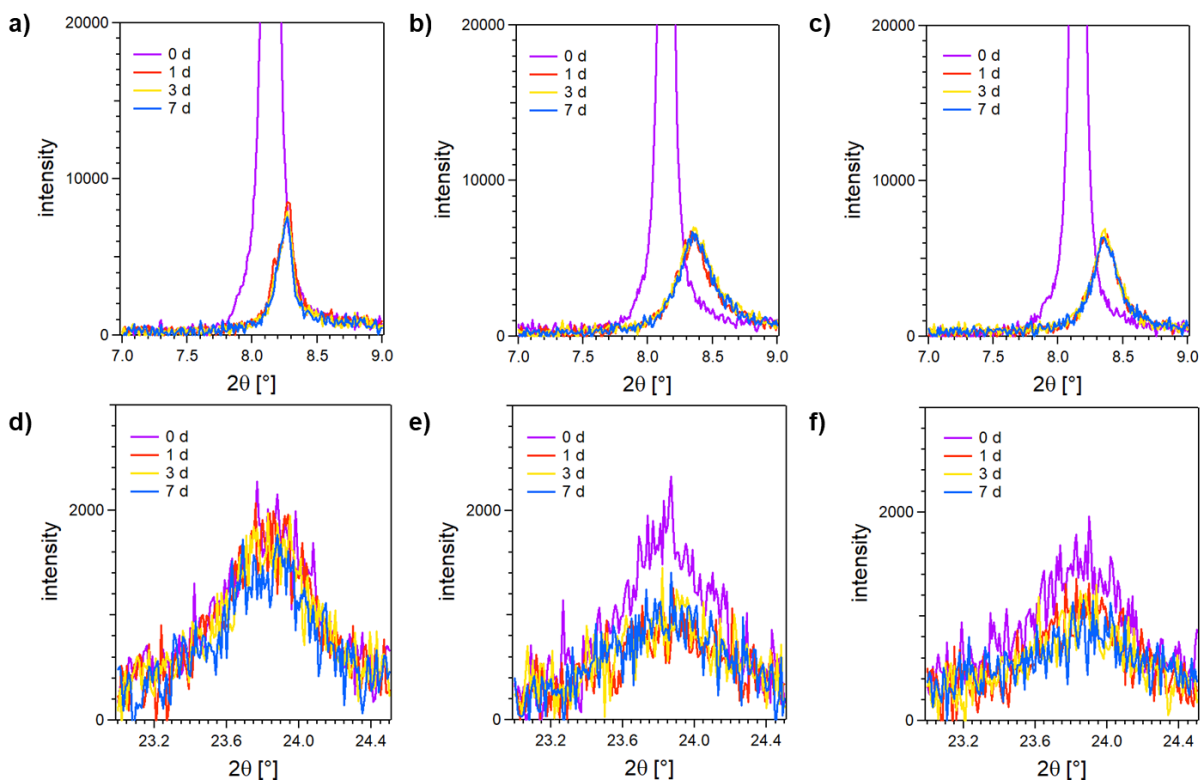 a)
20000
10000
0
intensity
0 d
1 d
3 d
7 d
7.0 7.5 8.0 8.5 9.0
2θ [°]
b)
20000
10000
0
intensity
0 d
1 d
3 d
7 d
7.0 7.5 8.0 8.5 9.0
2θ [°]
c)
20000
10000
0
intensity
0 d
1 d
3 d
7 d
7.0 7.5 8.0 8.5 9.0
2θ [°]
d)
2000
0
intensity
0 d
1 d
3 d
7 d
23.2 23.6 24.0 24.4
2θ [°]
e)
2000
0
intensity
0 d
1 d
3 d
7 d
23.2 23.6 24.0 24.4
2θ [°]
f)
2000
0
intensity
0 d
1 d
3 d
7 d
23.2 23.6 24.0 24.4
2θ [°]